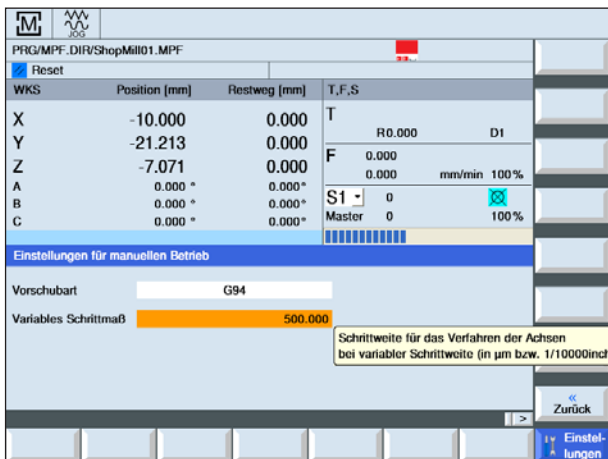 M
JOG
PRG/MPF.DIR/ShopMill01.MPF
Reset
WKS Position [mm] Restweg [mm] T,F,S
X -10.000 0.000
Y -21.213 0.000
Z -7.071 0.000
A 0.000 ° 0.000°
B 0.000 ° 0.000°
C 0.000 ° 0.000°
T
R0.000 D1
F 0.000
0.000 mm/min 100%
S1 0
Master 0 100%
Einstellungen für manuellen Betrieb
Vorschubart G94
Variables Schrittmaß 500.000
Schrittweite für das Verfahren der Achsen
bei variabler Schrittweite (in µm bzw. 1/10000inch
>
«
Zurück
Einstel-
lungen